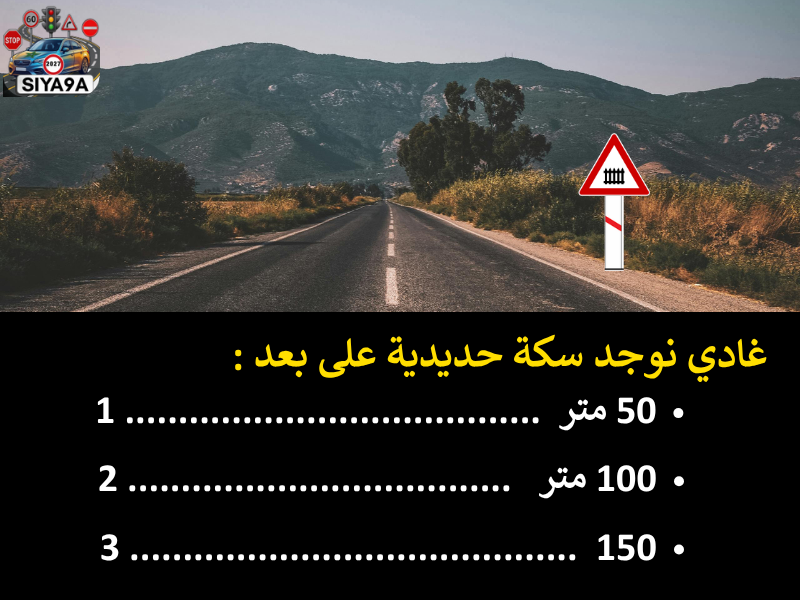 60
STOP
2027
SIYA9A
غادي نوجد سكة حديدية على بعد :
• 50 متر ....................................... 1
• 100 متر .................................... 2
• 150 .......................................... 3